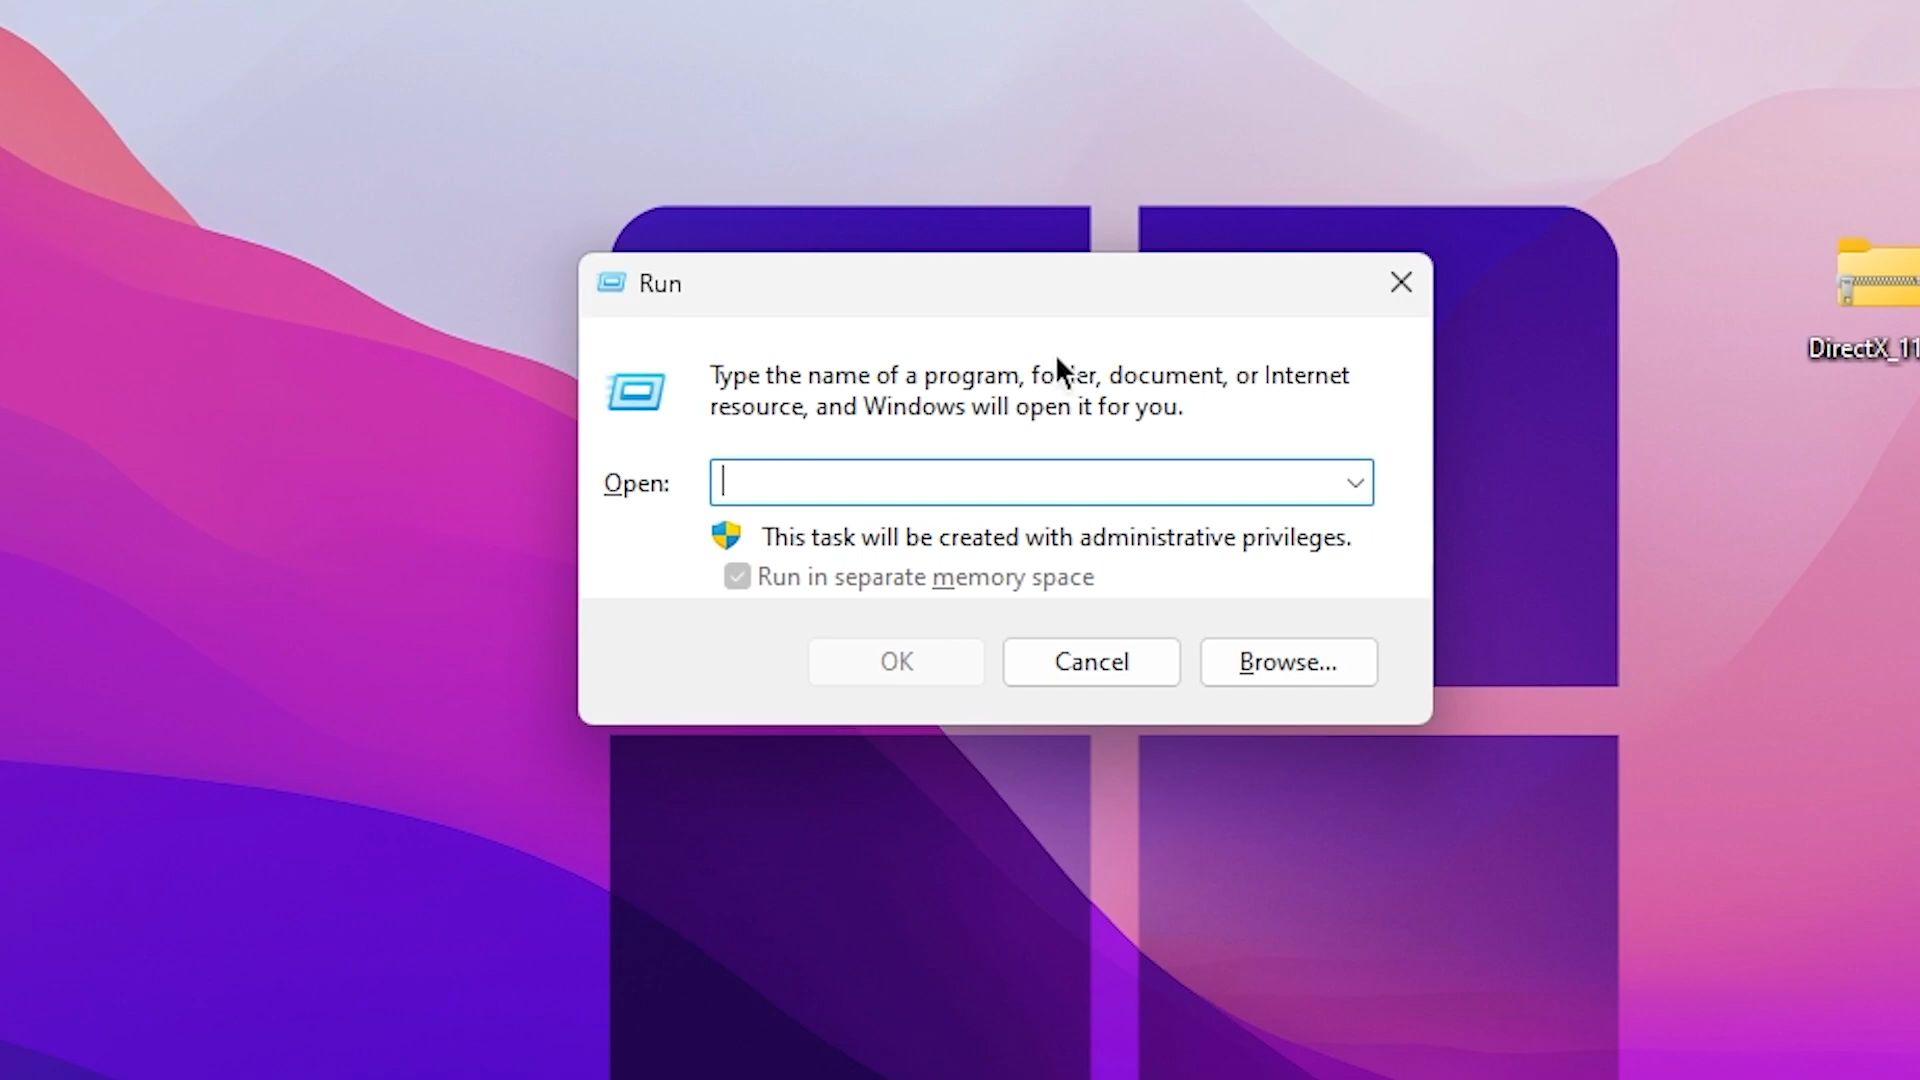 Run
DirectX_11
Type the name of a program, folder, document, or Internet
resource, and Windows will open it for you.
Open:
This task will be created with administrative privileges.
Run in separate memory space
OK
Cancel
Browse...